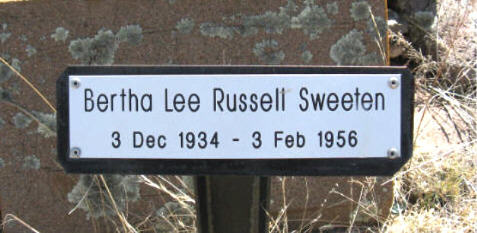 Bertha Lee Russell Sweeten
3 Dec 1934 - 3 Feb 1956